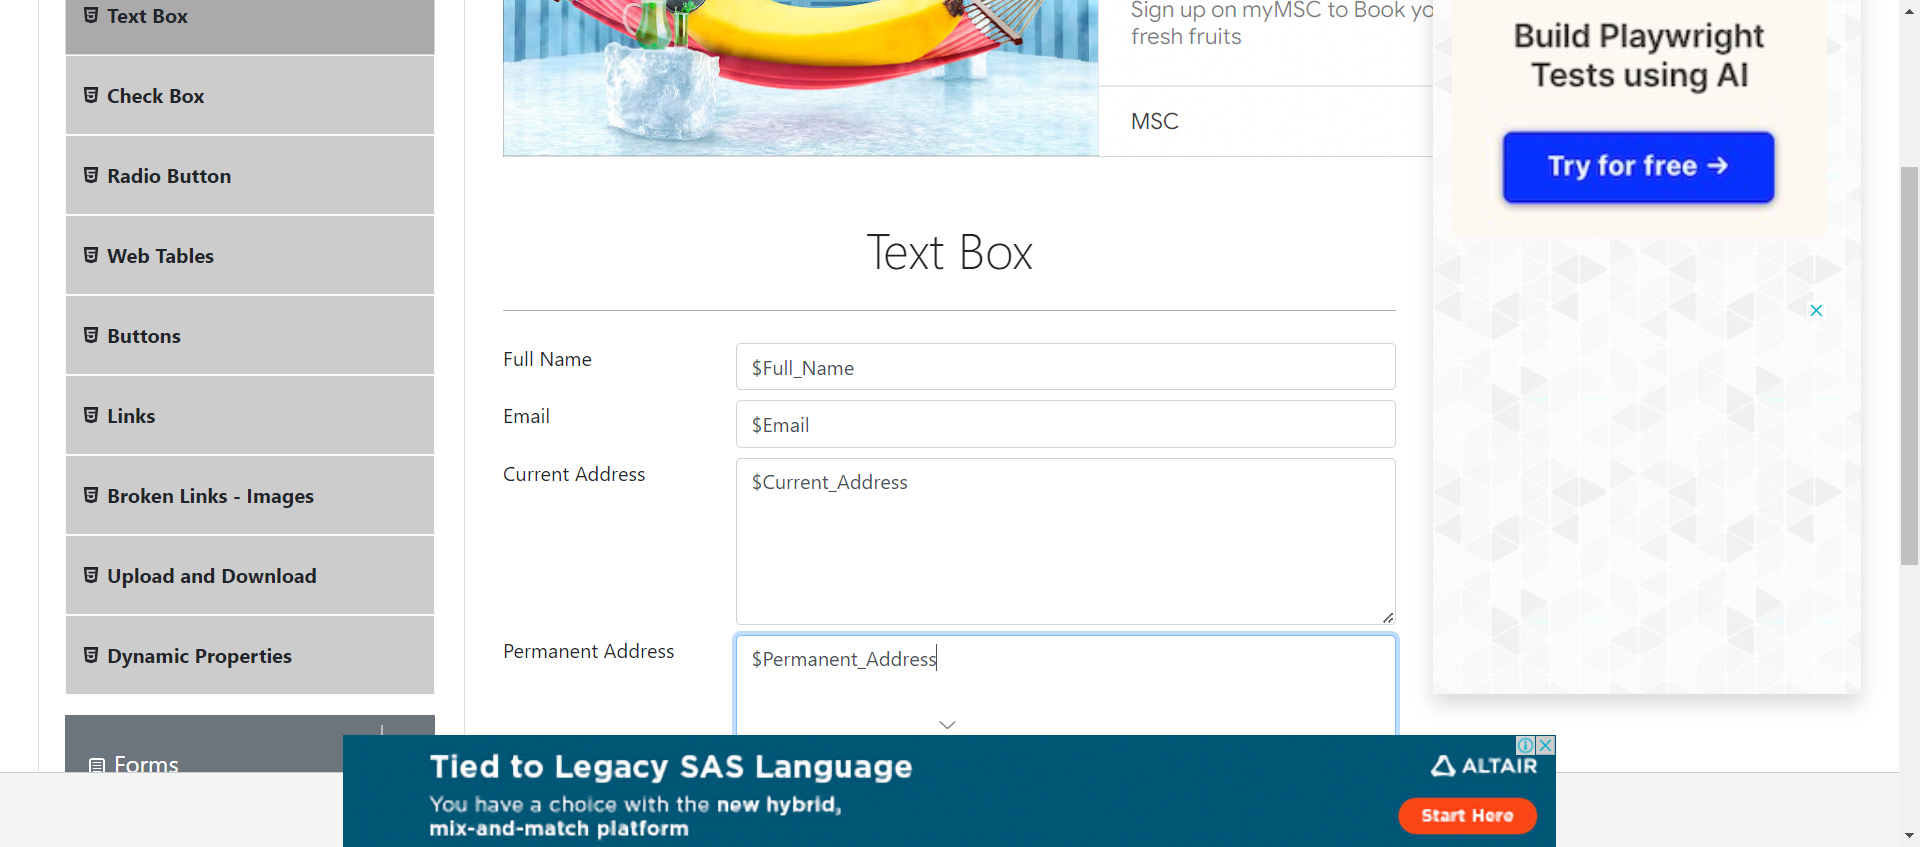 Text Box
Check Box
Radio Button
Web Tables
Buttons
Links
Broken Links - Images
Upload and Download
Dynamic Properties
Forms
Sign up on myMSC to Book yo
fresh fruits
MSC
Text Box
Full Name
$Full_Name
Email
$Email
Current Address
$Current_Address
Permanent Address
$Permanent_Address
Build Playwright
Tests using AI
Try for free →
Tied to Legacy SAS Language
You have a choice with the new hybrid,
mix-and-match platform
ALTAIR
Start Here